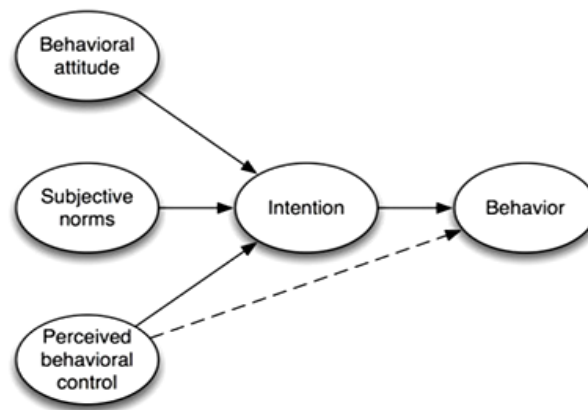 Behavioral
attitude
Subjective
norms
Intention
Behavior
Perceived
behavioral
control